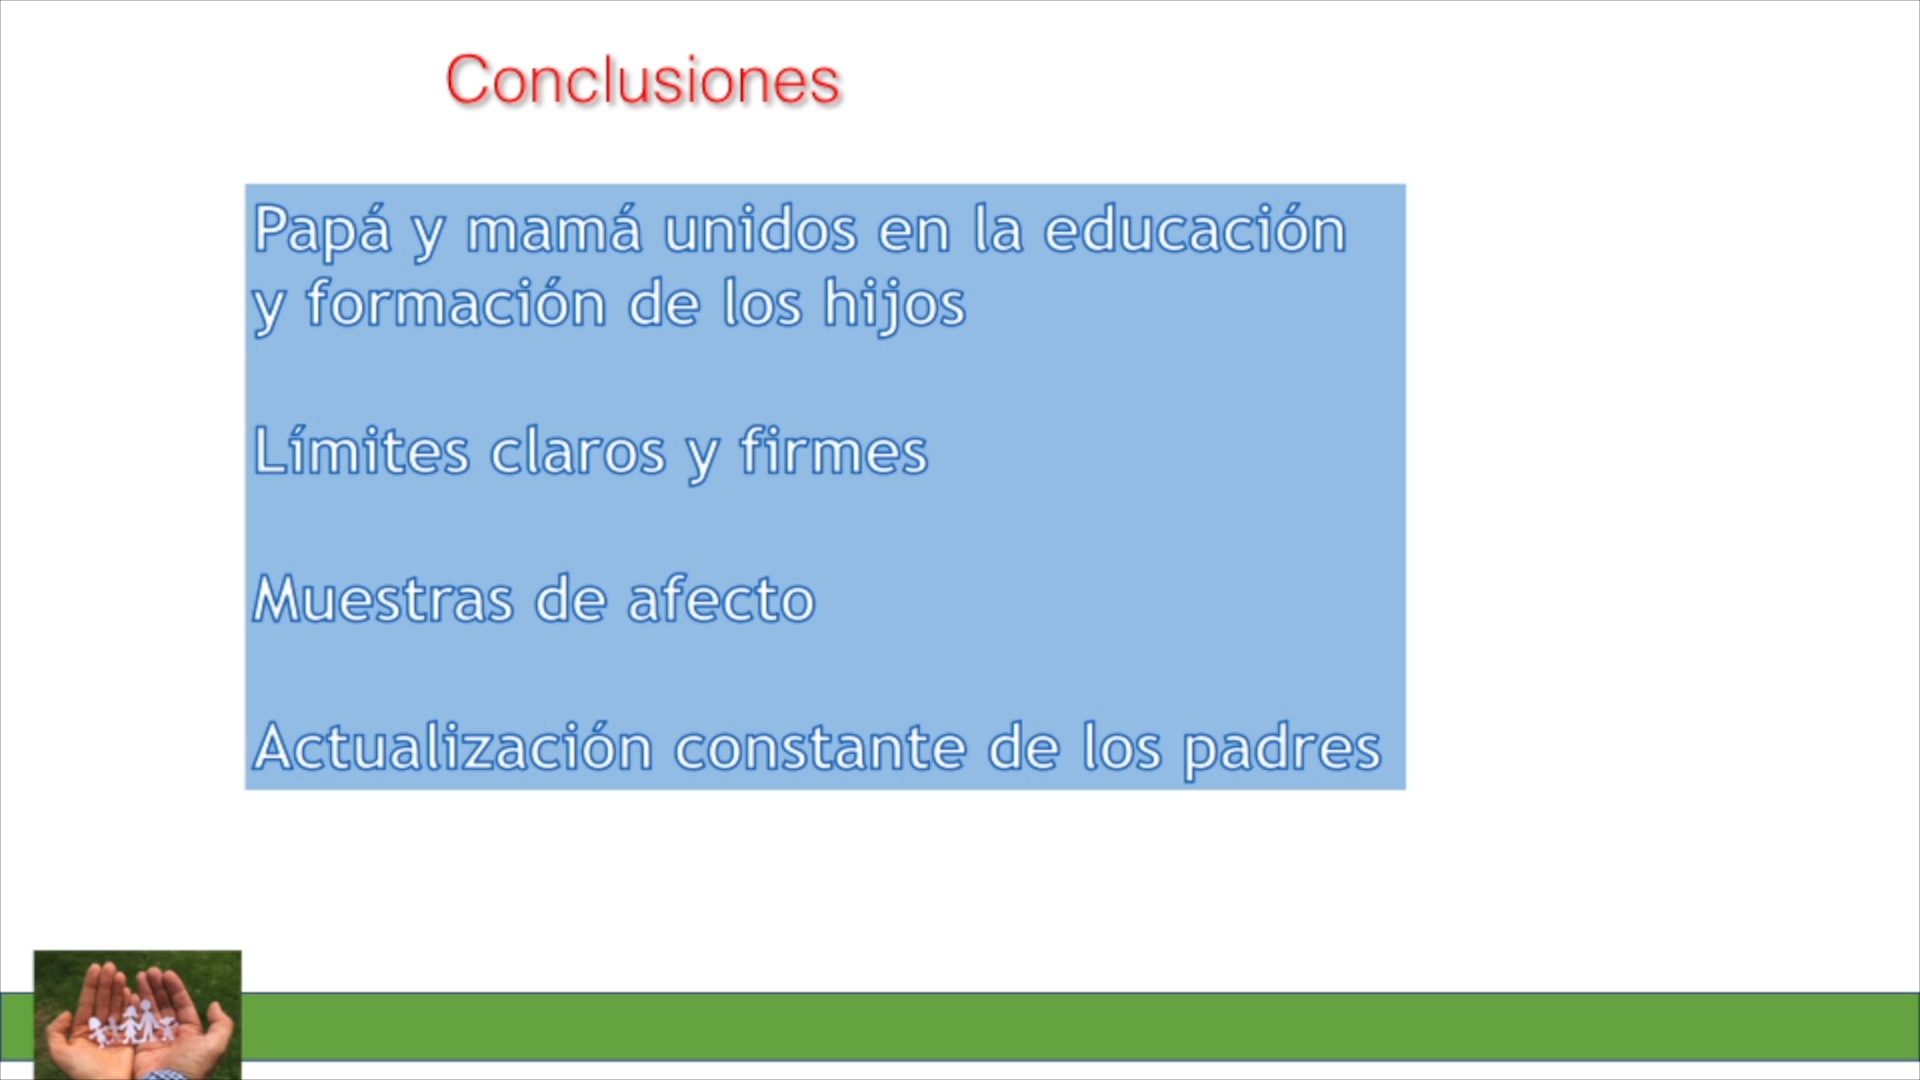 Conclusiones
Papá y mamá unidos en la educación
y formación de los hijos
Límites claros y firmes
Muestras de afecto
Actualización constante de los padres